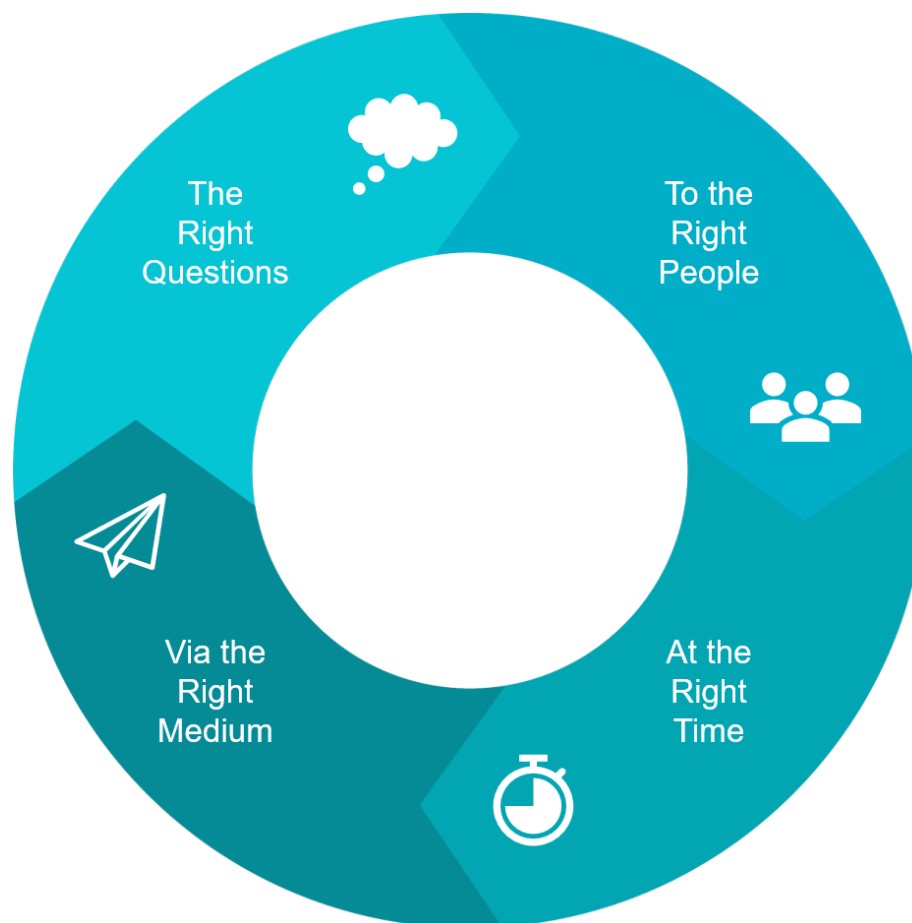 The
Right
Questions
To the
Right
People
At the
Right
Time
Via the
Right
Medium